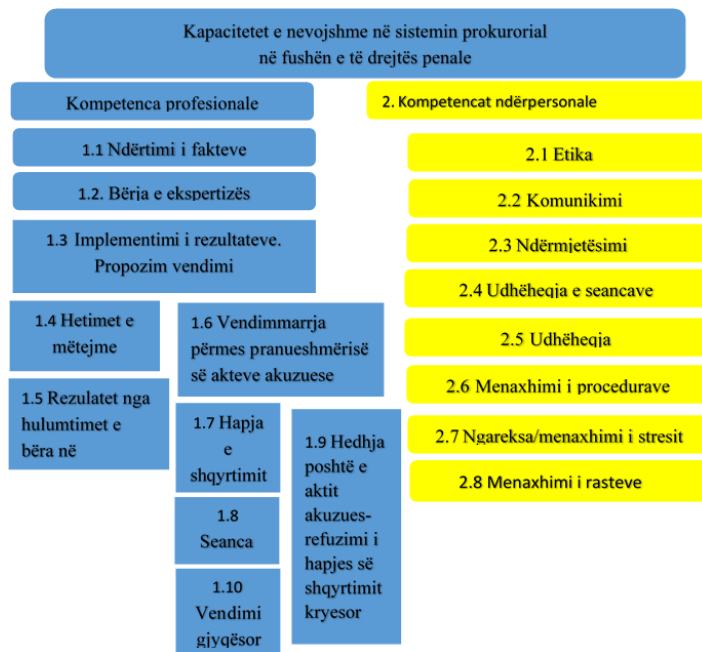 Kapacitetet e nevojshme në sistemin prokurorial
në fushën e të drejtës penale
Kompetenca profesionale
1.1 Ndërtimi i fakteve
1.2. Bërja e ekspertizës
1.3 Implementimi i rezultateve.
Propozim vendimi
1.4 Hetimet e
mëtejme
1.5 Rezulatet nga
hulumtimet e
bëra në
1.6 Vendimmarrja
përmes pranueshmërisë
së akteve akuzuese
1.7 Hapja
e
shqyrtimit
1.8
Seanca
1.10
Vendimi
gjyqësor
1.9 Hedhja
poshtë e
aktit
akuzues-
refuzimi i
hapjes së
shqyrtimit
kryesor
2. Kompetencat ndërpersonale
2.1 Etika
2.2 Komunikimi
2.3 Ndërmjetësimi
2.4 Udhëheqja e seancave
2.5 Udhëheqja
2.6 Menaxhimi i procedurave
2.7 Ngareksa/menaxhimi i stresit
2.8 Menaxhimi i rasteve